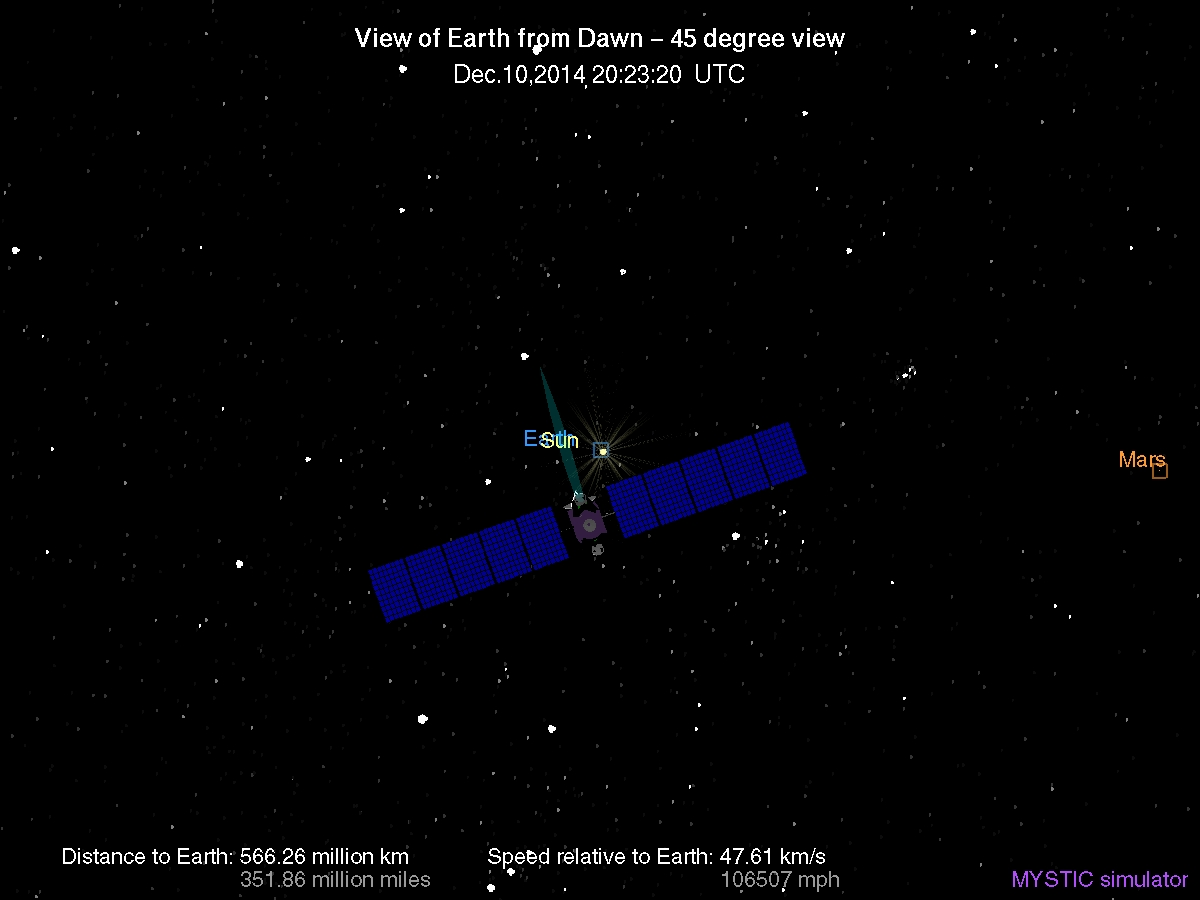 View of Earth from Dawn – 45 degree view
Dec.10,2014 20:23:20 UTC
Earth
Sun
Mars
Distance to Earth: 566.26 million km
351.86 million miles
Speed relative to Earth: 47.61 km/s
106507 mph
MYSTIC simulator